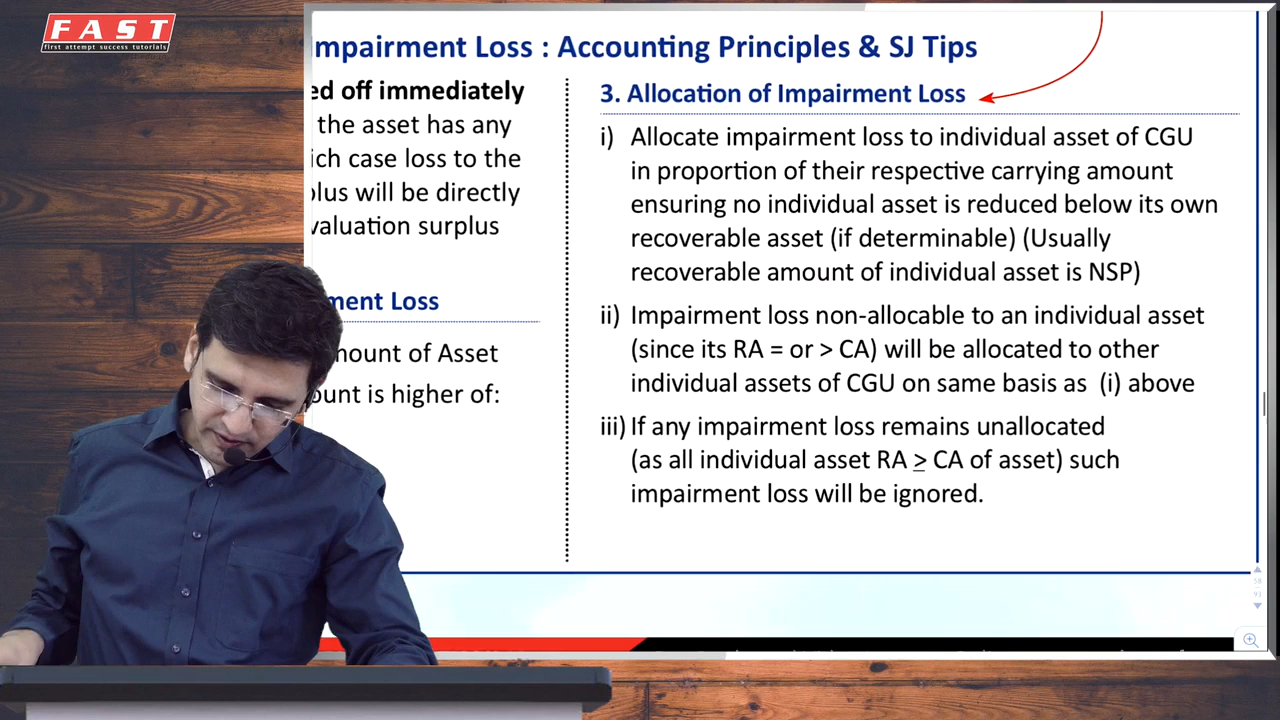 FAST
first attempt success tutorials
mpairment Loss : Accounting Principles & SJ Tips
ed off immediately
the asset has any
ich case loss to the
plus will be directly
valuation surplus
ment Loss
mount of Asset
ount is higher of:
3. Allocation of Impairment Loss
i) Allocate impairment loss to individual asset of CGU
in proportion of their respective carrying amount
ensuring no individual asset is reduced below its own
recoverable asset (if determinable) (Usually
recoverable amount of individual asset is NSP)
ii) Impairment loss non-allocable to an individual asset
(since its RA = or > CA) will be allocated to other
individual assets of CGU on same basis as (i) above
iii) If any impairment loss remains unallocated
(as all individual asset RA ≥ CA of asset) such
impairment loss will be ignored.
58
93